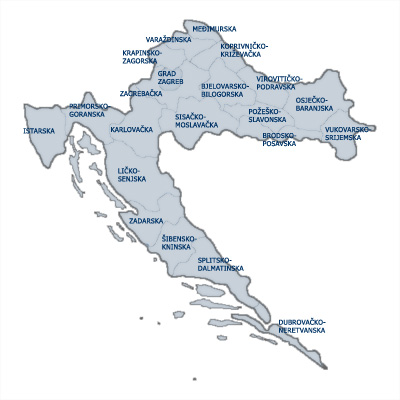 MEĐIMURSKA
VARAŽDINSKA
KOPRIVNIČKO-
KRIŽEVAČKA
KRAPINSKO-
ZAGORSKA
GRAD
ZAGREB
VIROVITIČKO-
PODRAVSKA
BJELOVARSKO-
BILOGORSKA
ZAGREBAČKA
OSJEČKO-
BARANJSKA
PRIMORSKO-
GORANSKA
POŽEŠKO-
SLAVONSKA
SISAČKO-
MOSLAVAČKA
ISTARSKA
KARLOVAČKA
VUKOVARSKO-
SRIJEMSKA
BRODSKO-
POSAVSKA
LIČKO-
SENJSKA
ZADARSKA
ŠIBENSKO-
KNINSKA
SPLITSKO-
DALMATINSKA
DUBROVAČKO-
NERETVANSKA